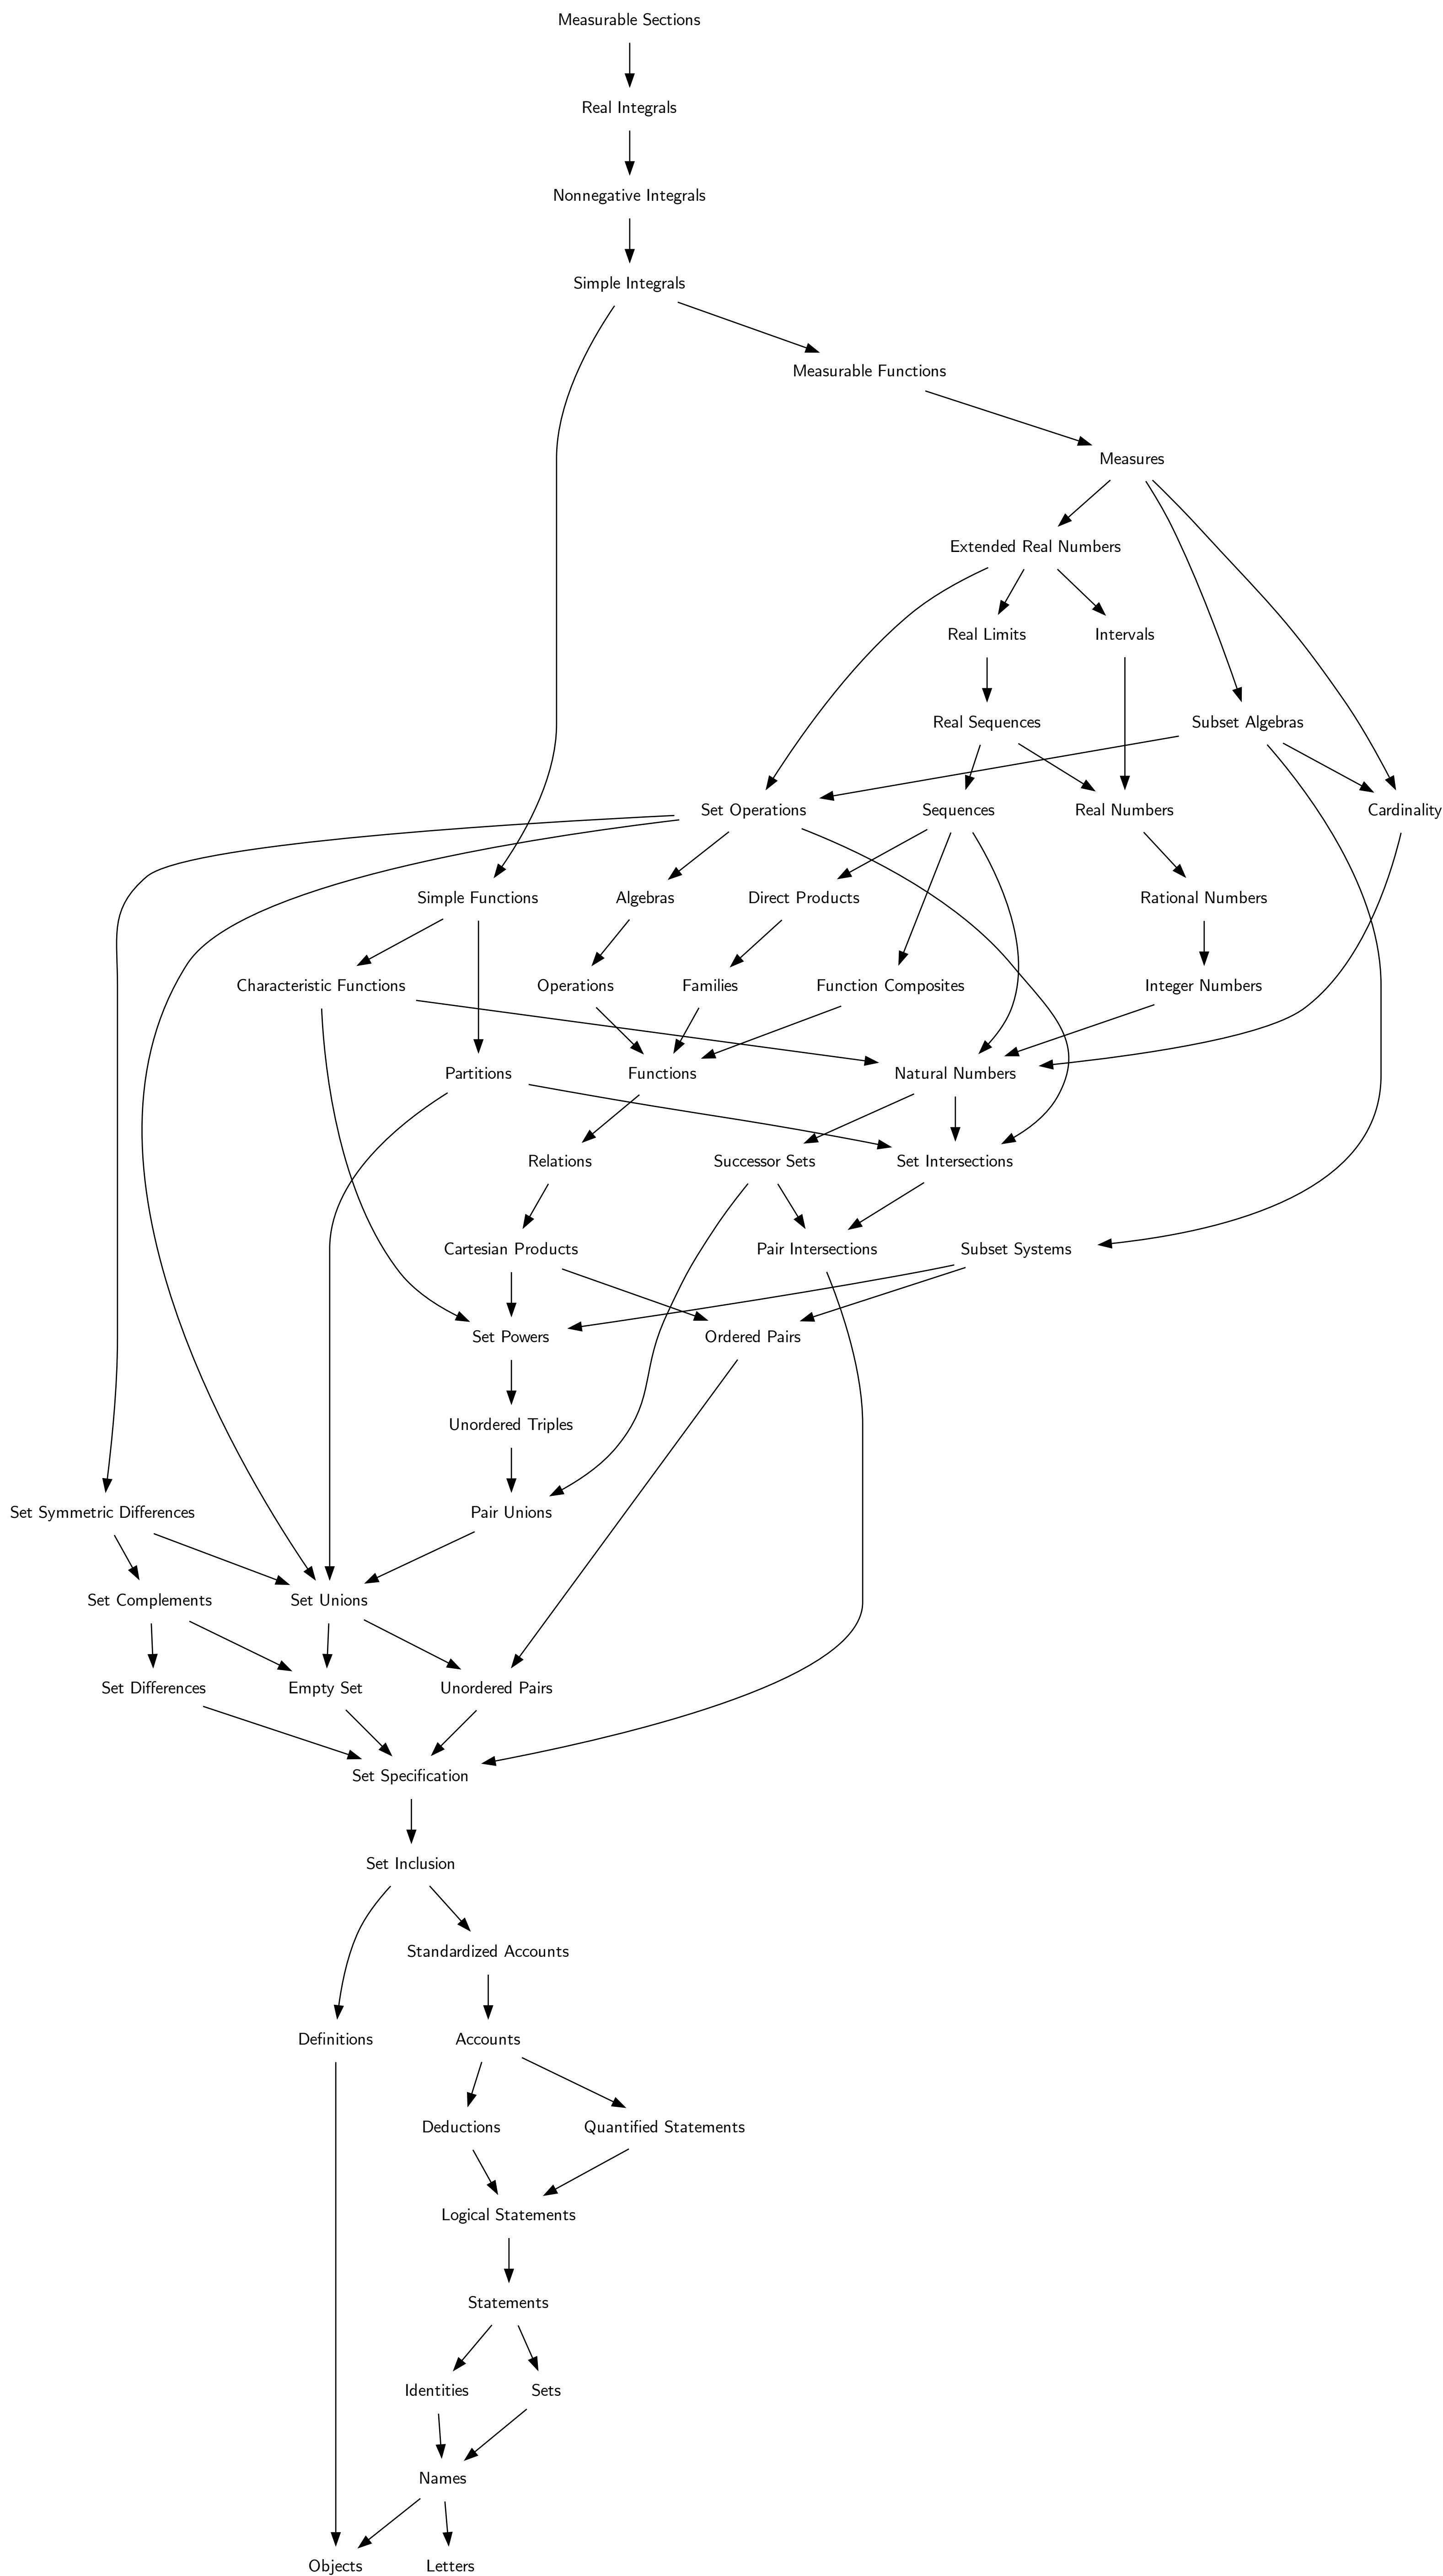 Measurable Sections
Real Integrals
Nonnegative Integrals
Simple Integrals
Measurable Functions
Measures
Extended Real Numbers
Real Limits
Intervals
Real Sequences
Subset Algebras
Set Operations
Sequences
Real Numbers
Cardinality
Simple Functions
Algebras
Direct Products
Rational Numbers
Characteristic Functions
Operations
Families
Function Composites
Integer Numbers
Partitions
Functions
Natural Numbers
Relations
Successor Sets
Set Intersections
Cartesian Products
Pair Intersections
Subset Systems
Set Powers
Ordered Pairs
Unordered Triples
Set Symmetric Differences
Pair Unions
Set Complements
Set Unions
Set Differences
Empty Set
Unordered Pairs
Set Specification
Set Inclusion
Standardized Accounts
Definitions
Accounts
Deductions
Quantified Statements
Logical Statements
Statements
Identities
Sets
Names
Objects
Letters